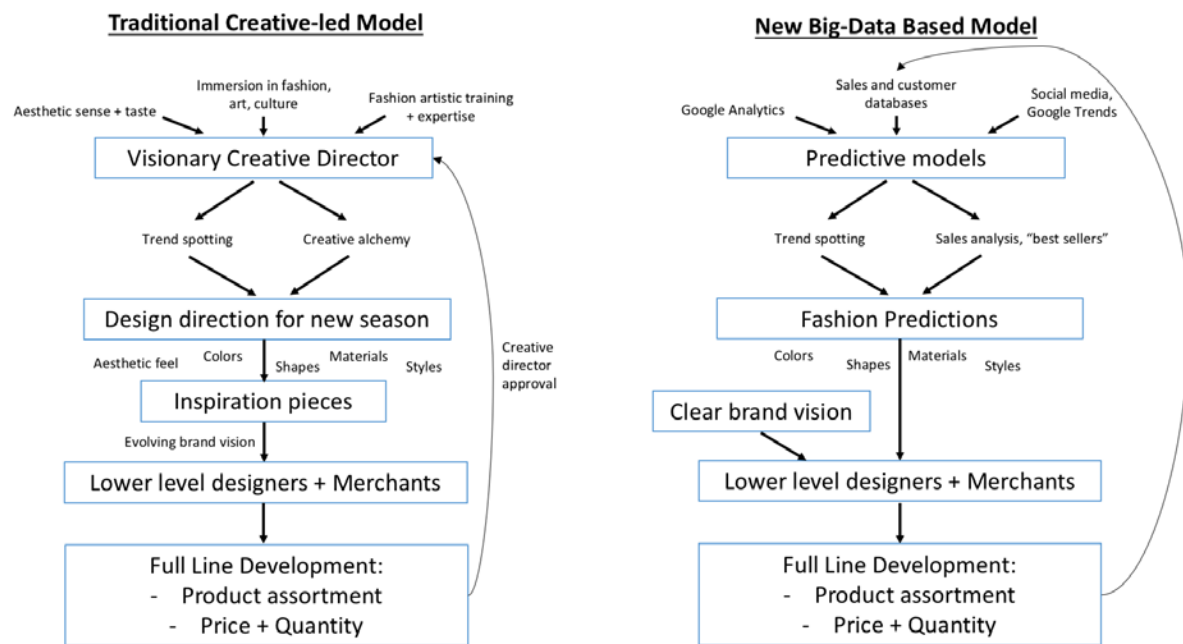 Traditional Creative-led Model
Immersion in fashion,
art, culture
Aesthetic sense + taste
Fashion artistic training
+ expertise
Visionary Creative Director
Trend spotting
Creative alchemy
Design direction for new season
Aesthetic feel
Colors
Shapes
Materials
Styles
Creative
director
approval
Inspiration pieces
Evolving brand vision
Lower level designers + Merchants
Full Line Development:
- Product assortment
- Price + Quantity
New Big-Data Based Model
Sales and customer
databases
Google Analytics
Social media,
Google Trends
Predictive models
Trend spotting
Sales analysis, “best sellers”
Fashion Predictions
Colors
Shapes
Materials
Styles
Clear brand vision
Lower level designers + Merchants
Full Line Development:
- Product assortment
- Price + Quantity